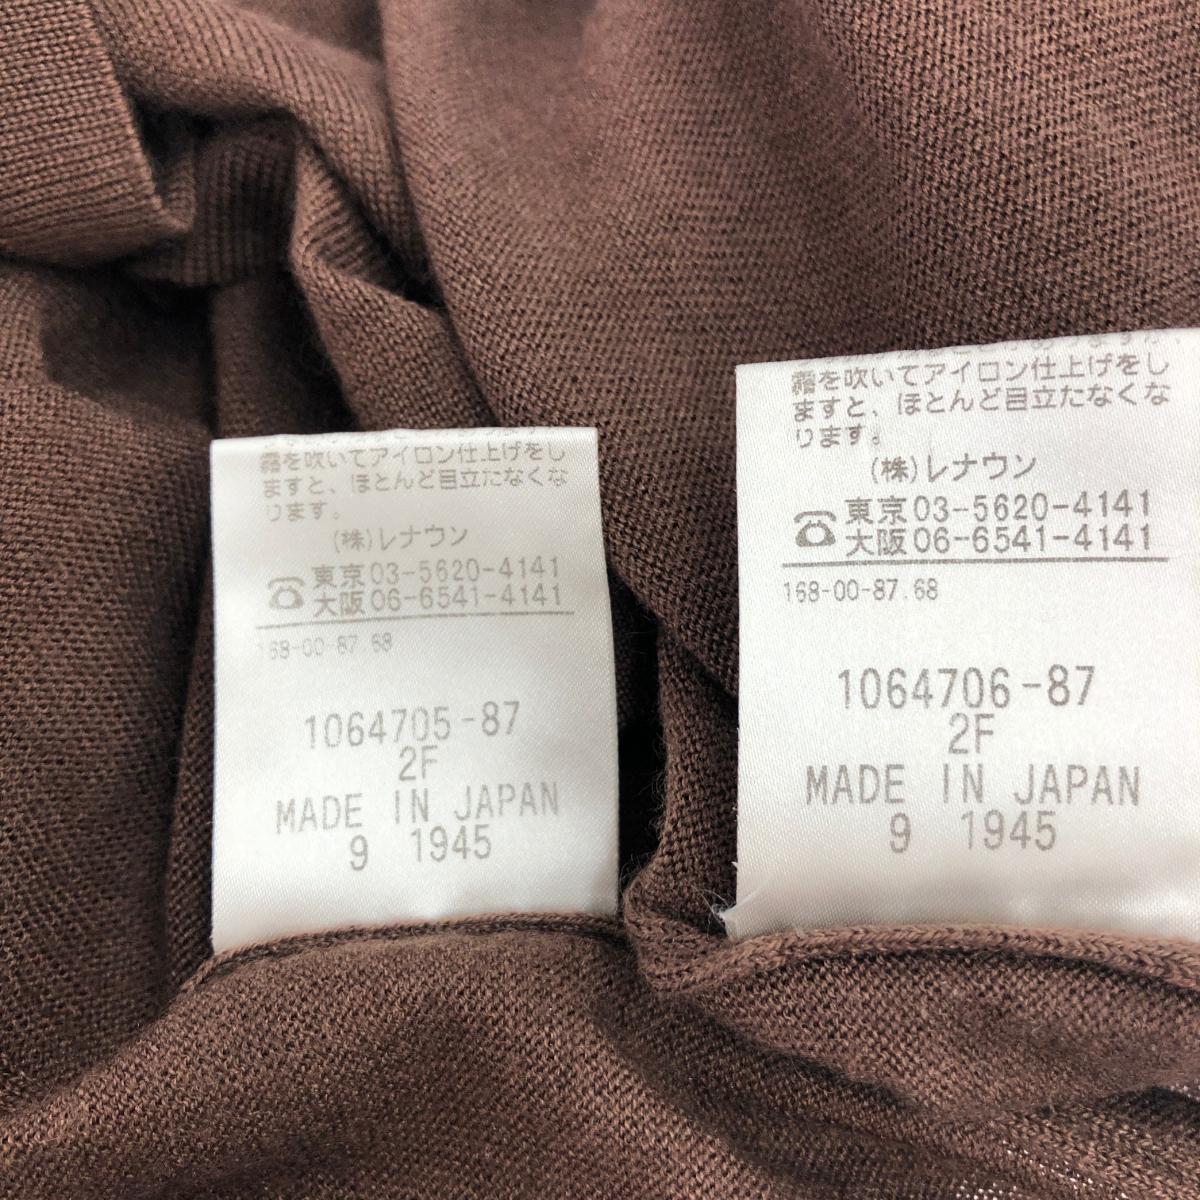 霧を吹いてアイロン仕上げをし
ますと、ほとんど目立たなくな
ります。
(株)レナウン
☎東京03-5620-4141
大阪06-6541-4141
168-00-87.68
1064705-87
2F
MADE IN JAPAN
9 1945
霧を吹いてアイロン仕上げをし
ますと、ほとんど目立たなくな
ります。
(株)レナウン
☎東京03-5620-4141
大阪06-6541-4141
168-00-87.68
1064706-87
2F
MADE IN JAPAN
9 1945